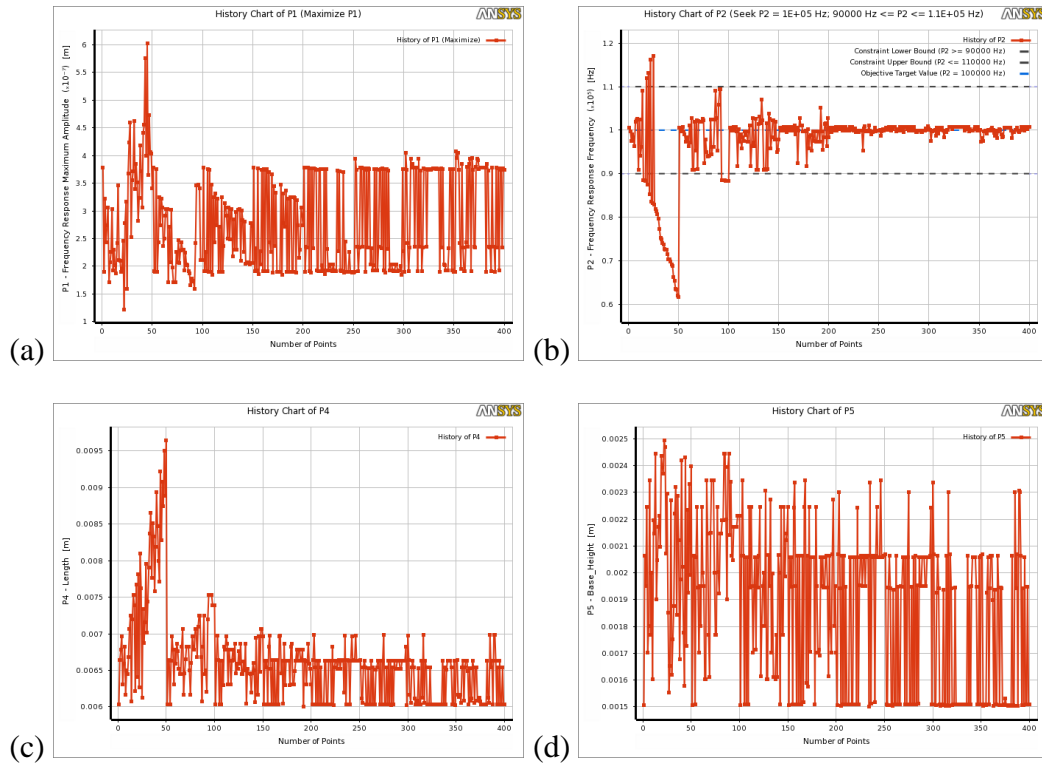 History Chart of P1 (Maximize P1)
ANSYS
History of P1 (Maximize)
P1 - Frequency Response Maximum Amplitude (ₓ10⁻⁷) [m]
6
5.5
5
4.5
4
3.5
3
2.5
2
1.5
1
0 50 100 150 200 250 300 350 400
Number of Points
(a)
History Chart of P2 (Seek P2 = 1E+05 Hz; 90000 Hz <= P2 <= 1.1E+05 Hz)
ANSYS
History of P2
Constraint Lower Bound (P2 >= 90000 Hz)
Constraint Upper Bound (P2 <= 110000 Hz)
Objective Target Value (P2 = 100000 Hz)
P2 - Frequency Response Frequency (ₓ10⁵) [Hz]
1.2
1.1
1
0.9
0.8
0.7
0.6
0 50 100 150 200 250 300 350 400
Number of Points
(b)
History Chart of P4
ANSYS
History of P4
P4 - Length [m]
0.0095
0.009
0.0085
0.008
0.0075
0.007
0.0065
0.006
0 50 100 150 200 250 300 350 400
Number of Points
(c)
History Chart of P5
ANSYS
History of P5
P5 - Base_Height [m]
0.0025
0.0024
0.0023
0.0022
0.0021
0.002
0.0019
0.0018
0.0017
0.0016
0.0015
0 50 100 150 200 250 300 350 400
Number of Points
(d)